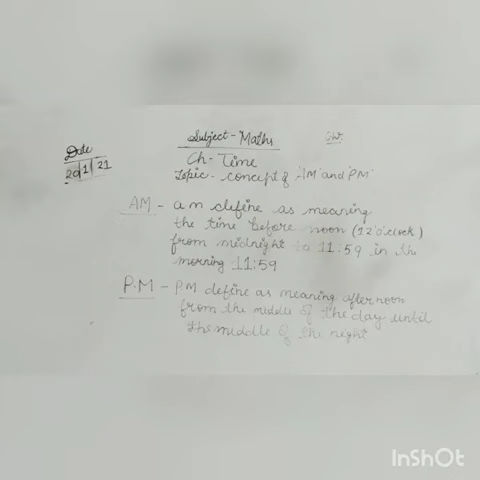 Subject - Maths
Date
20/1/21
Ch - Time
Topic - concept of 'AM' and 'PM'
AM - a m define as meaning
the time before noon (12 'o'clock)
from midnight to 11:59 in the
morning 11:59
P.M - P.M define as meaning afternoon
from the middle of the day until
the middle of the night
InShOt